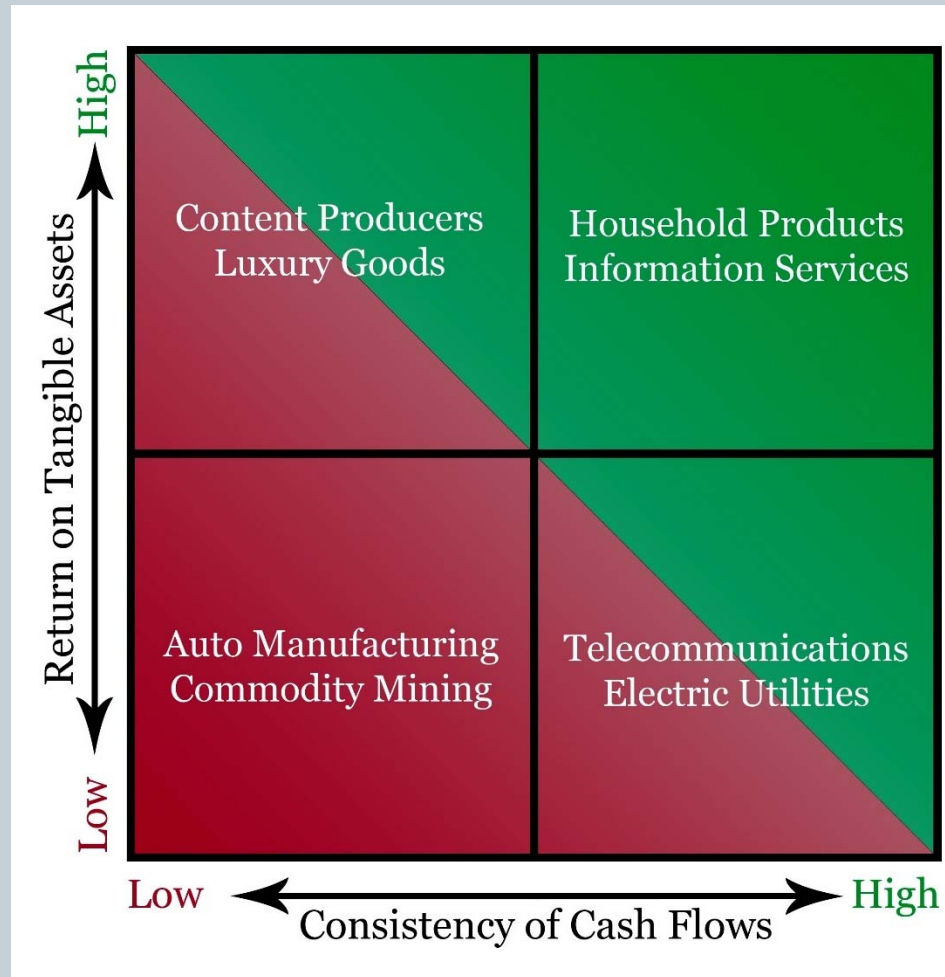 High
Return on Tangible Assets
Low
Content Producers
Luxury Goods
Household Products
Information Services
Auto Manufacturing
Commodity Mining
Telecommunications
Electric Utilities
Low
High
Consistency of Cash Flows